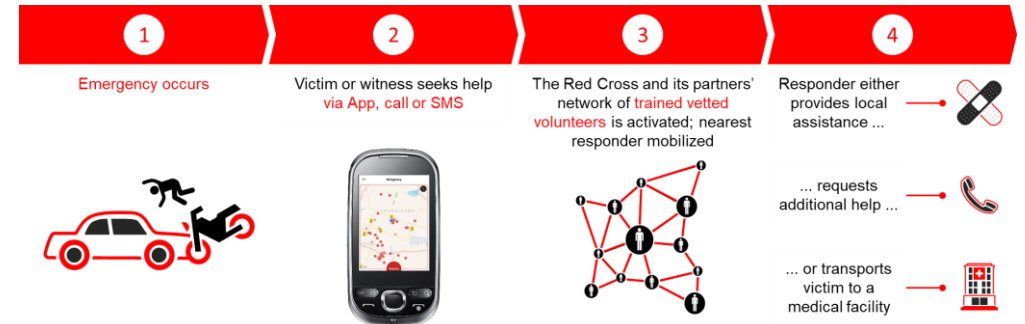 1
2
3
4
Emergency occurs
Victim or witness seeks help
via App, call or SMS
The Red Cross and its partners’
network of trained vetted
volunteers is activated; nearest
responder mobilized
Responder either
provides local
assistance ...
... requests
additional help ...
... or transports
victim to a
medical facility